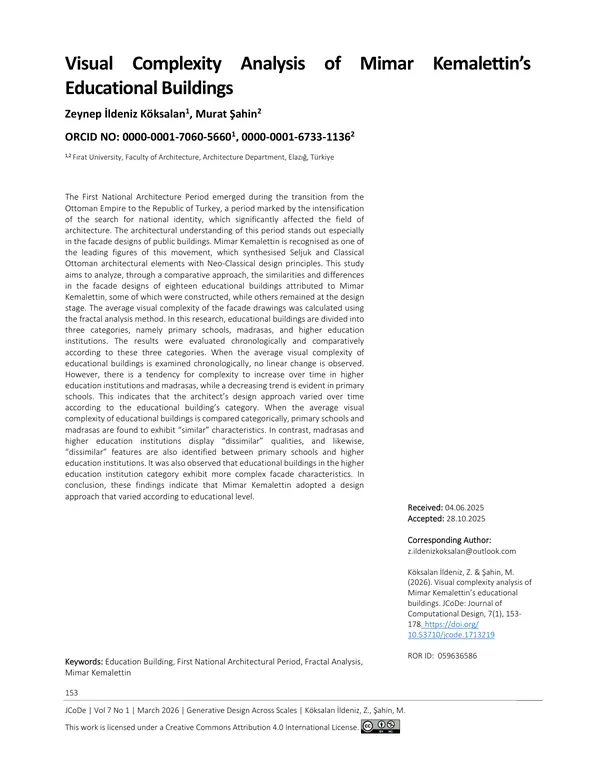 Visual Complexity Analysis of Mimar Kemalettin's
Educational Buildings
Zeynep İldeniz Köksalan¹, Murat Şahin²
ORCID NO: 0000-0001-7060-5660¹, 0000-0001-6733-1136²
¹,² Fırat University, Faculty of Architecture, Architecture Department, Elazığ, Türkiye
The First National Architecture Period emerged during the transition from the
Ottoman Empire to the Republic of Turkey, a period marked by the intensification
of the search for national identity, which significantly affected the field of
architecture. The architectural understanding of this period stands out especially
in the facade designs of public buildings. Mimar Kemalettin is recognised as one of
the leading figures of this movement, which synthesised Seljuk and Classical
Ottoman architectural elements with Neo-Classical design principles. This study
aims to analyze, through a comparative approach, the similarities and differences
in the facade designs of eighteen educational buildings attributed to Mimar
Kemalettin, some of which were constructed, while others remained at the design
stage. The average visual complexity of the facade drawings was calculated using
the fractal analysis method. In this research, educational buildings are divided into
three categories, namely primary schools, madrasas, and higher education
institutions. The results were evaluated chronologically and comparatively
according to these three categories. When the average visual complexity of
educational buildings is examined chronologically, no linear change is observed.
However, there is a tendency for complexity to increase over time in higher
education institutions and madrasas, while a decreasing trend is evident in primary
schools. This indicates that the architect's design approach varied over time
according to the educational building's category. When the average visual
complexity of educational buildings is compared categorically, primary schools and
madrasas are found to exhibit "similar" characteristics. In contrast, madrasas and
higher education institutions display "dissimilar" qualities, and likewise,
"dissimilar" features are also identified between primary schools and higher
education institutions. It was also observed that educational buildings in the higher
education institution category exhibit more complex facade characteristics. In
conclusion, these findings indicate that Mimar Kemalettin adopted a design
approach that varied according to educational level.
Received: 04.06.2025
Accepted: 28.10.2025
Corresponding Author:
z.ildenizkoksalan@outlook.com
Köksalan İldeniz, Z. & Şahin, M.
(2026). Visual complexity analysis of
Mimar Kemalettin's educational
buildings. JCoDe: Journal of
Computational Design, 7(1), 153-
178. https://doi.org/
10.53710/jcode.1713219
ROR ID: 059636586
Keywords: Education Building, First National Architectural Period, Fractal Analysis,
Mimar Kemalettin
153
JCoDe | Vol 7 No 1 | March 2026 | Generative Design Across Scales | Köksalan İldeniz, Z., Şahin, M.
This work is licensed under a Creative Commons Attribution 4.0 International License.